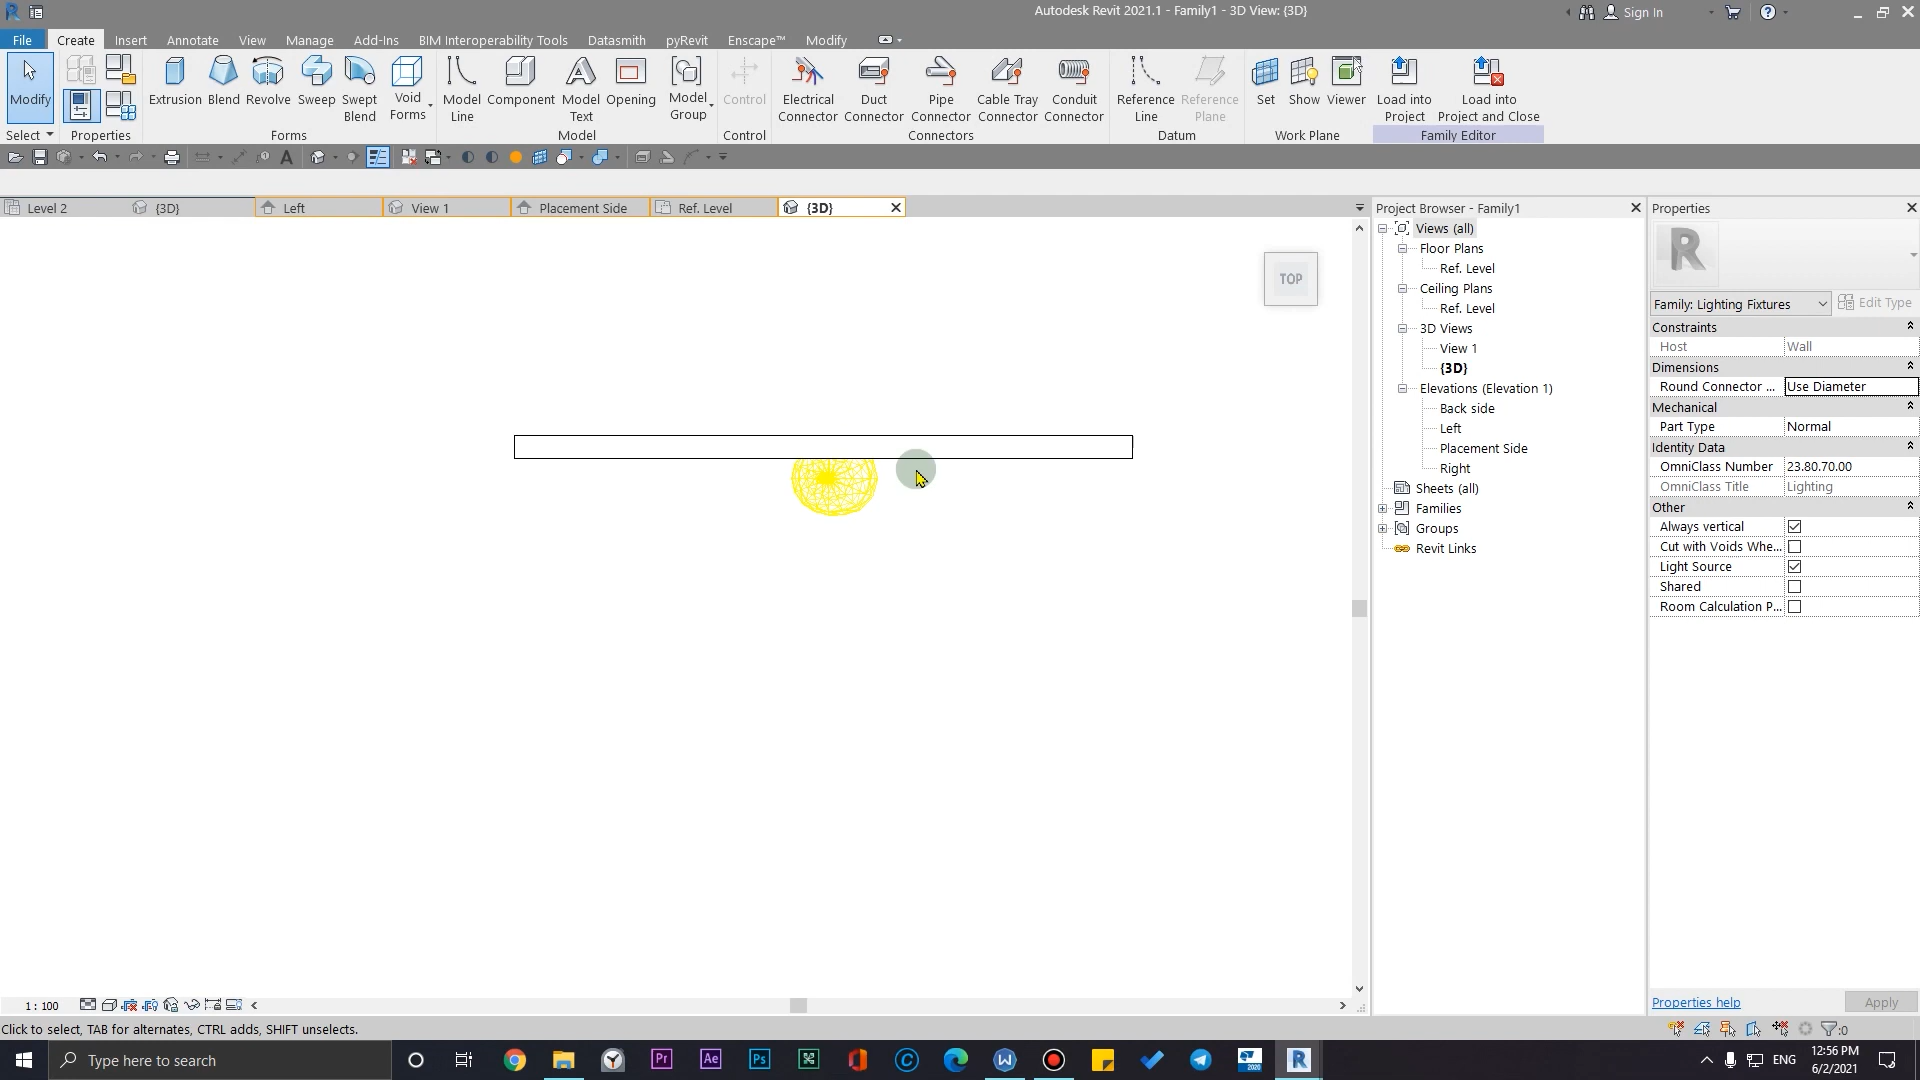 Autodesk Revit 2021.1 - Family1 - 3D View: {3D}
Sign In
File Create Insert Annotate View Manage Add-Ins BIM Interoperability Tools Datasmith pyRevit Enscape™ Modify
Modify
Extrusion Blend Revolve Sweep Swept Blend Void Forms
Model Line Component Model Text Opening Model Group
Control
Electrical Connector Duct Connector Pipe Connector Cable Tray Connector Conduit Connector
Reference Line Reference Plane
Set Show Viewer
Load into Project Load into Project and Close
Select Properties Forms Model Control Connectors Datum Work Plane Family Editor
Level 2 {3D} Left View 1 Placement Side Ref. Level {3D}
TOP
Project Browser - Family1
Views (all)
Floor Plans
Ref. Level
Ceiling Plans
Ref. Level
3D Views
View 1
{3D}
Elevations (Elevation 1)
Back side
Left
Placement Side
Right
Sheets (all)
Families
Groups
Revit Links
Properties
R
Family: Lighting Fixtures Edit Type
Constraints
Host Wall
Dimensions
Round Connector ... Use Diameter
Mechanical
Part Type Normal
Identity Data
OmniClass Number 23.80.70.00
OmniClass Title Lighting
Other
Always vertical
Cut with Voids Whe...
Light Source
Shared
Room Calculation P...
Properties help Apply
1 : 100
Click to select, TAB for alternates, CTRL adds, SHIFT unselects.
:0
Type here to search
Pr Ae Ps
2020
ENG
12:56 PM
6/2/2021